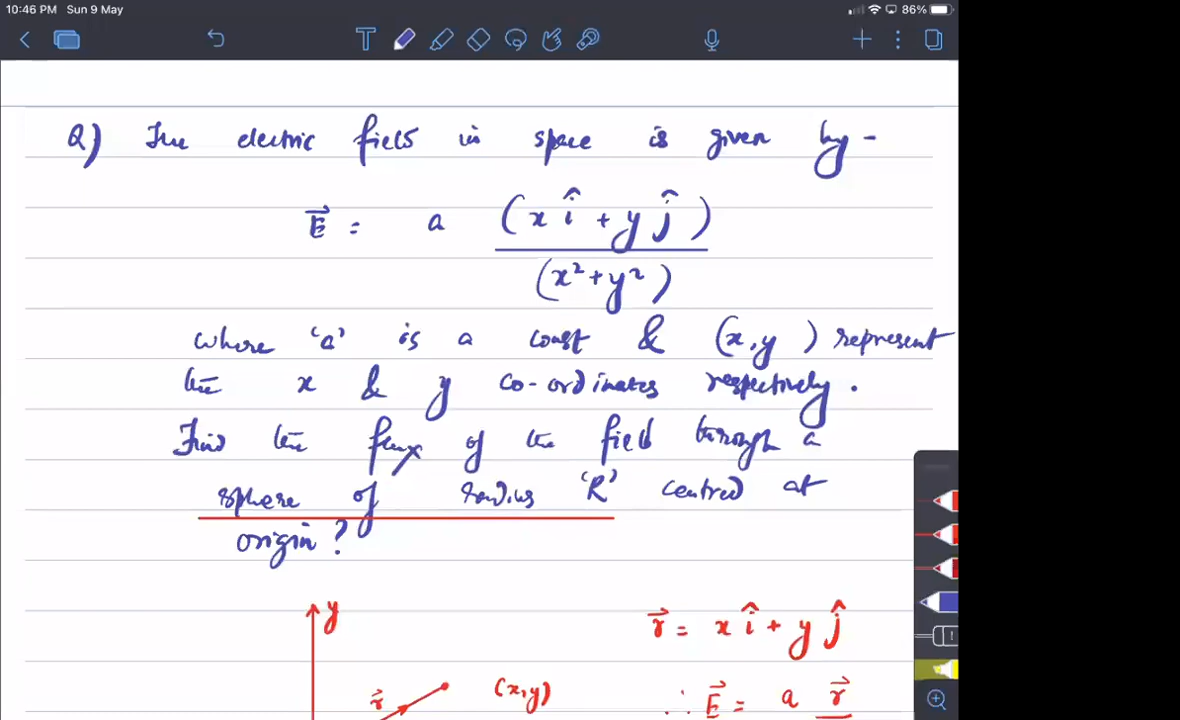 10:46 PM Sun 9 May
86%
Q) The electric field in space is given by -
E⃗ = a (x î + y ĵ)
(x² + y²)
where 'a' is a const & (x, y) represent
the x & y co-ordinates respectively.
Find the flux of the field through a
sphere of radius 'R' centred at
origin?
y
r⃗ = x î + y ĵ
r⃗ (x,y)
∴ E⃗ = a r⃗